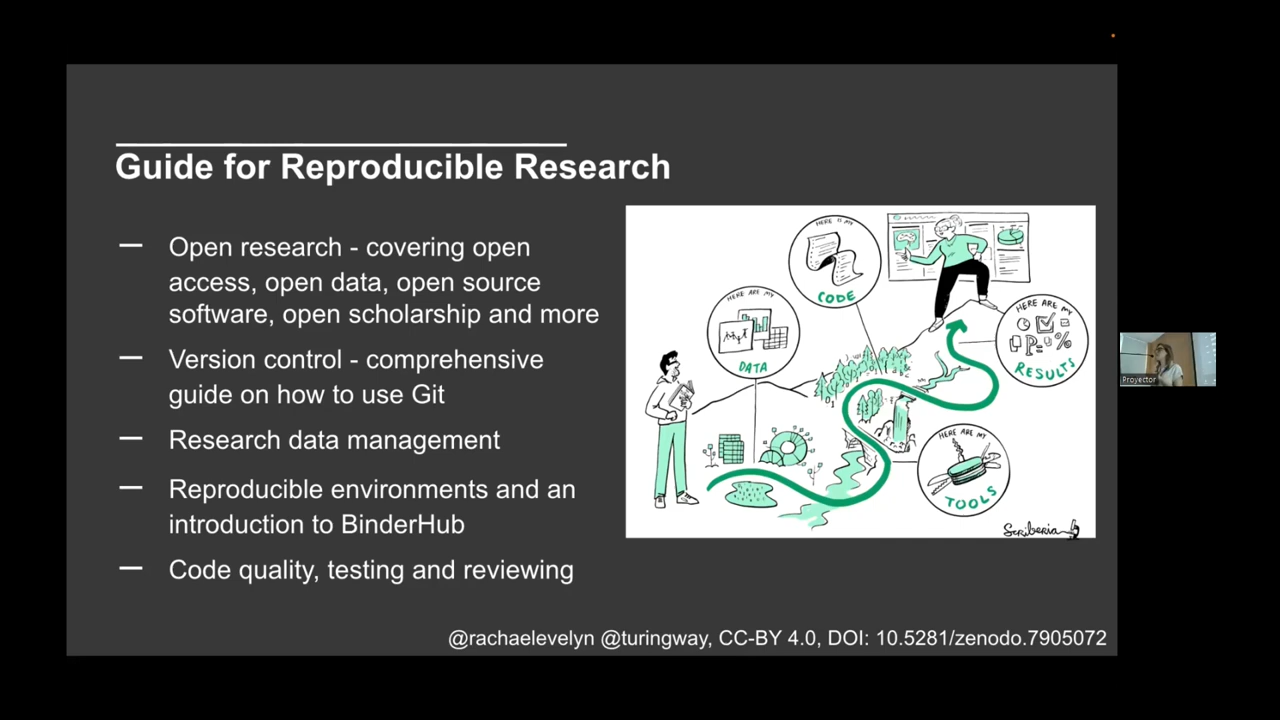 Guide for Reproducible Research
— Open research - covering open
access, open data, open source
software, open scholarship and more
— Version control - comprehensive
guide on how to use Git
— Research data management
— Reproducible environments and an
introduction to BinderHub
— Code quality, testing and reviewing
HERE IS MY
CODE
HERE ARE MY
DATA
HERE ARE MY
P= %
RESULTS
HERE ARE MY
TOOLS
Scriberia
@rachaelevelyn @turingway, CC-BY 4.0, DOI: 10.5281/zenodo.7905072
Proyector